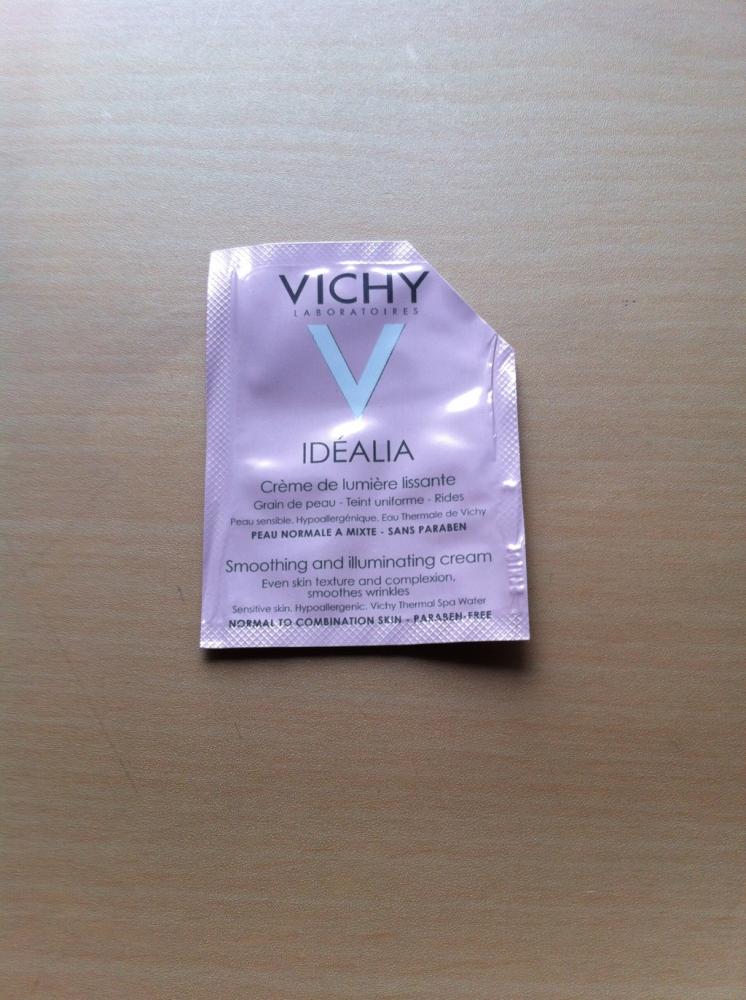 VICHY
LABORATOIRES
V
IDÉALIA
Crème de lumière lissante
Grain de peau - Teint uniforme - Rides
Peau sensible. Hypoallergénique. Eau Thermale de Vichy
PEAU NORMALE A MIXTE - SANS PARABEN
Smoothing and illuminating cream
Even skin texture and complexion,
smoothes wrinkles
Sensitive skin. Hypoallergenic. Vichy Thermal Spa Water
NORMAL TO COMBINATION SKIN - PARABEN-FREE